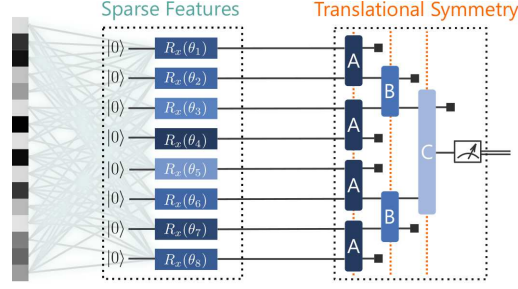 Sparse Features
Translational Symmetry
|0⟩ Rₓ(θ₁)
|0⟩ Rₓ(θ₂)
|0⟩ Rₓ(θ₃)
|0⟩ Rₓ(θ₄)
|0⟩ Rₓ(θ₅)
|0⟩ Rₓ(θ₆)
|0⟩ Rₓ(θ₇)
|0⟩ Rₓ(θ₈)
A
A
A
A
B
B
C